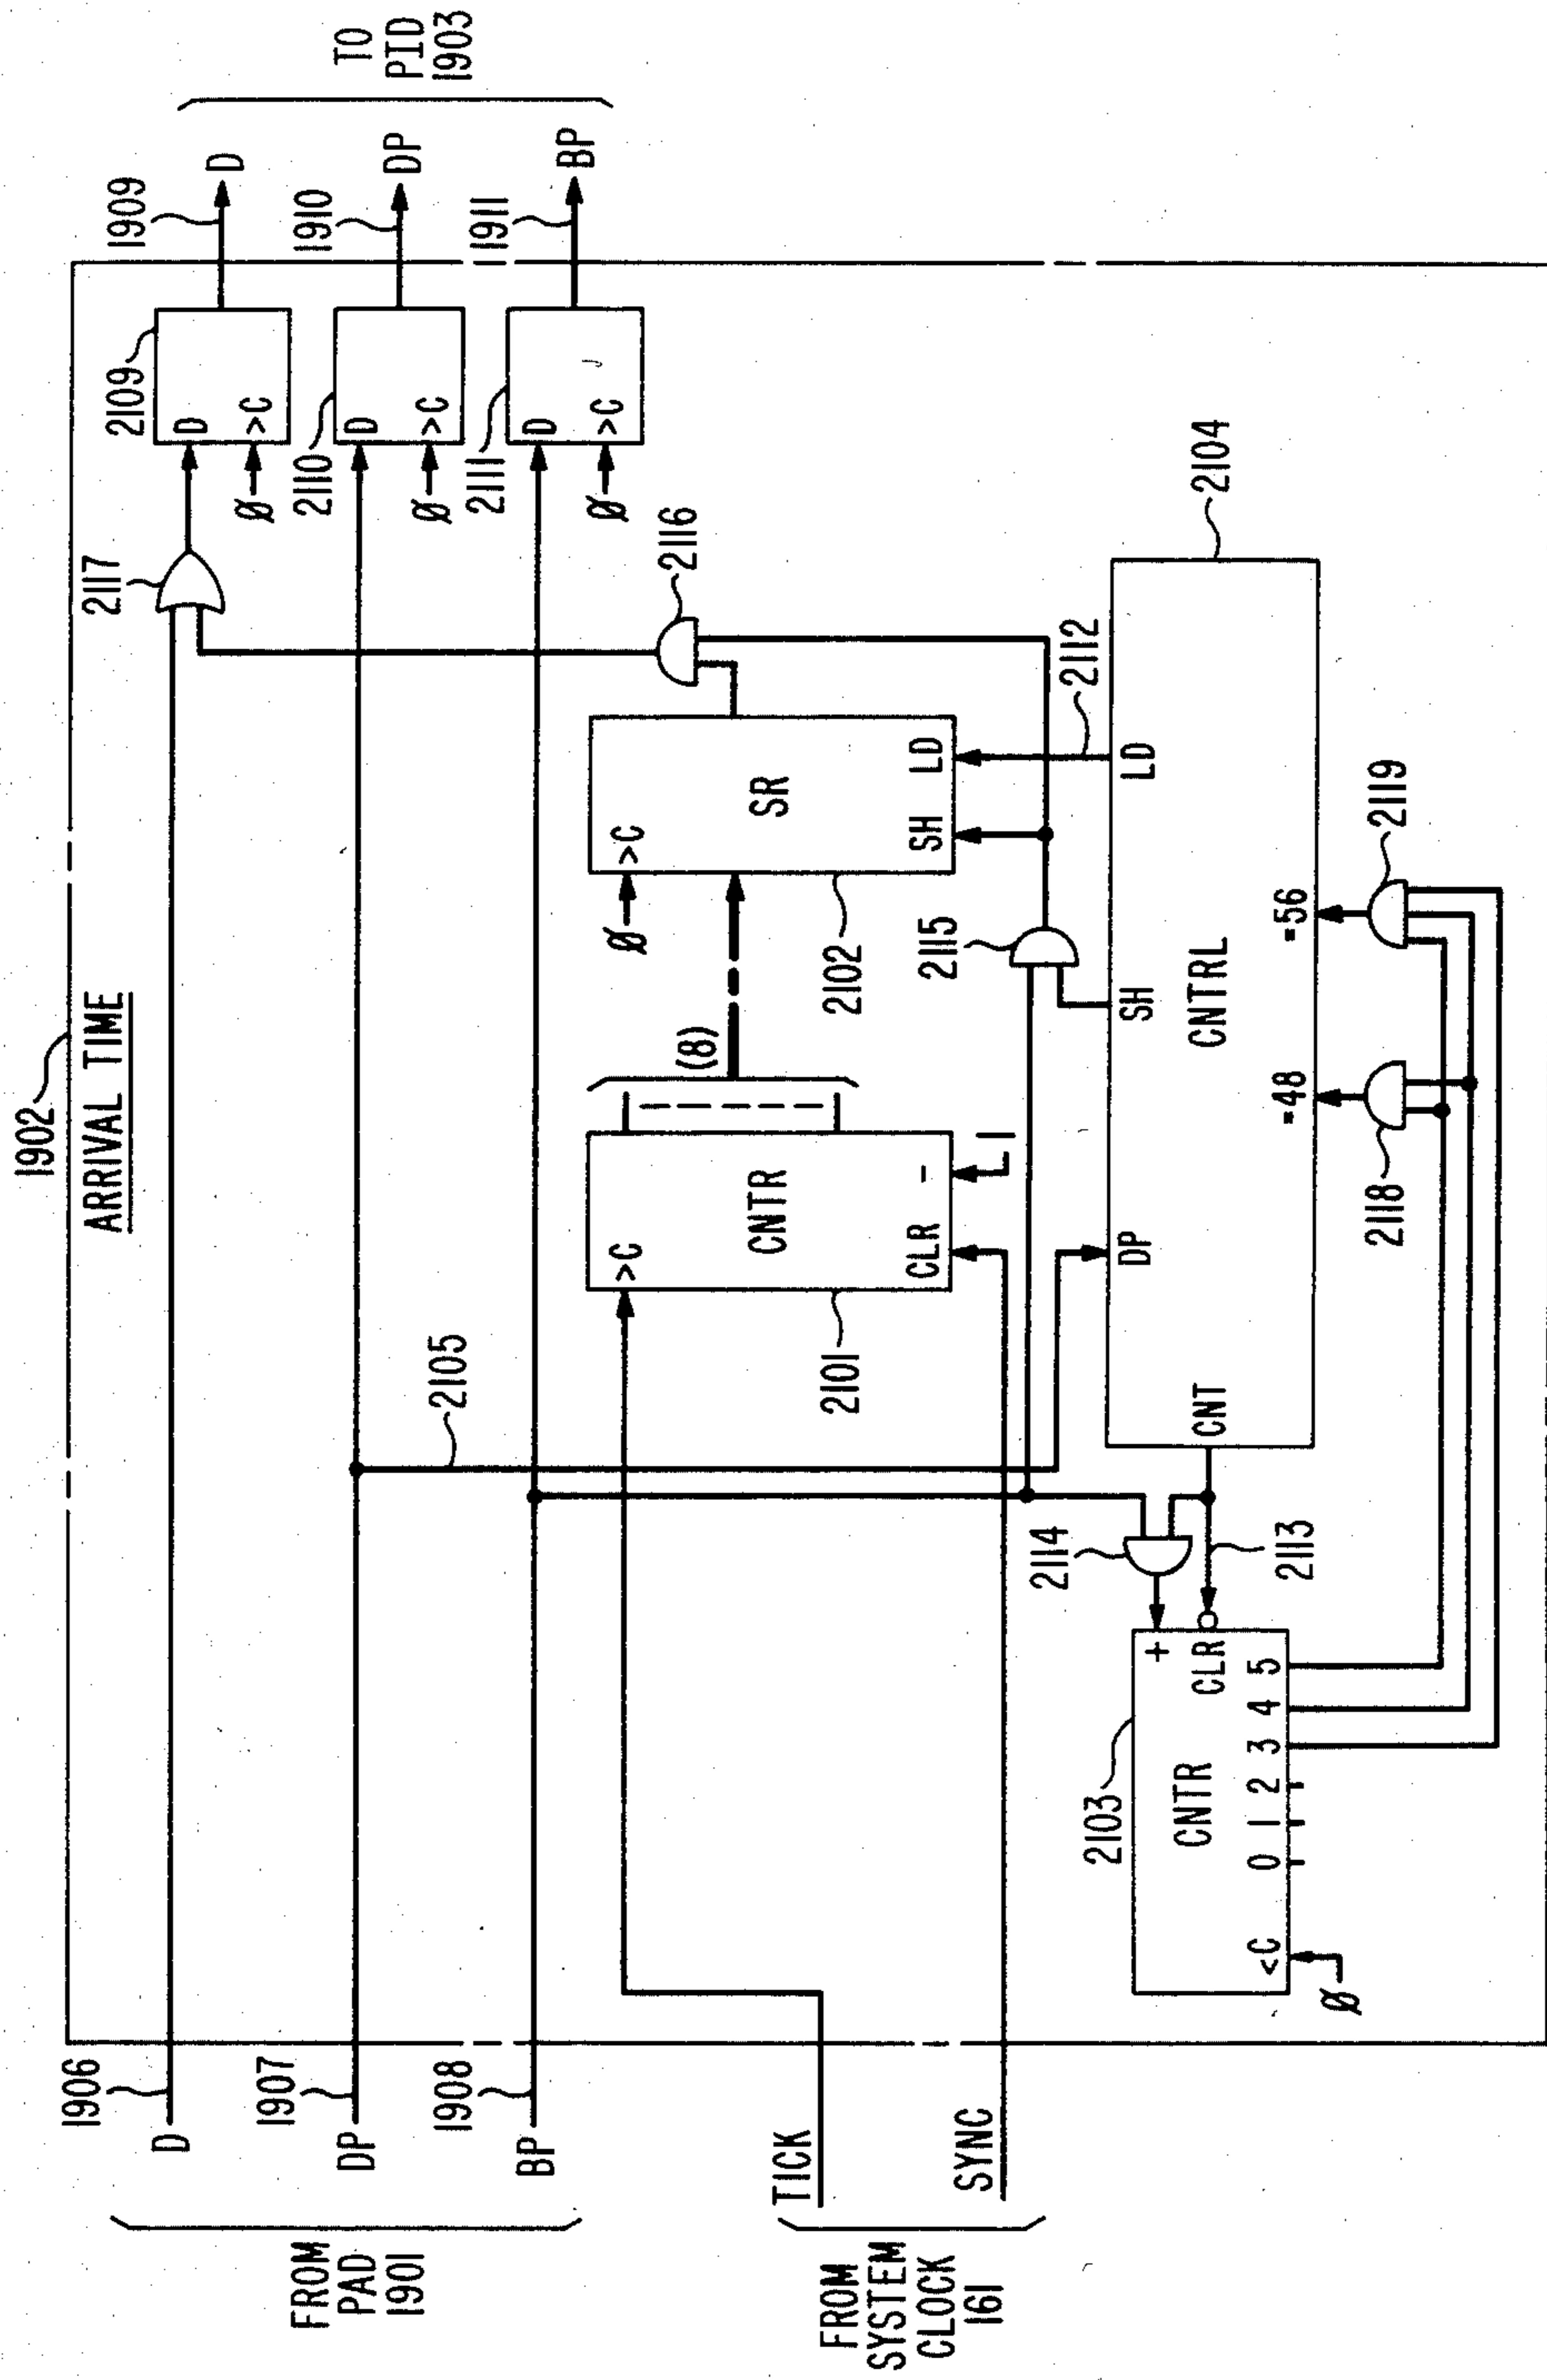 1902
ARRIVAL TIME
FROM
PAD
1901
D
1906
DP
1907
BP
1908
FROM
SYSTEM
CLOCK
161
TICK
SYNC
2105
2117
2109
D
>C
Ø
1909
D
2110
D
>C
Ø
1910
DP
2111
D
>C
Ø
1911
BP
TO
PID
1903
>C
CNTR
CLR
-
1
2101
(8)
Ø
>C
SR
SH
LD
2102
2116
2115
2112
2114
2113
2103
+
CLR
CNTR
<C
0
1
2
3
4
5
Ø
CNT
DP
SH
LD
CNTRL
=48
=56
2104
2118
2119